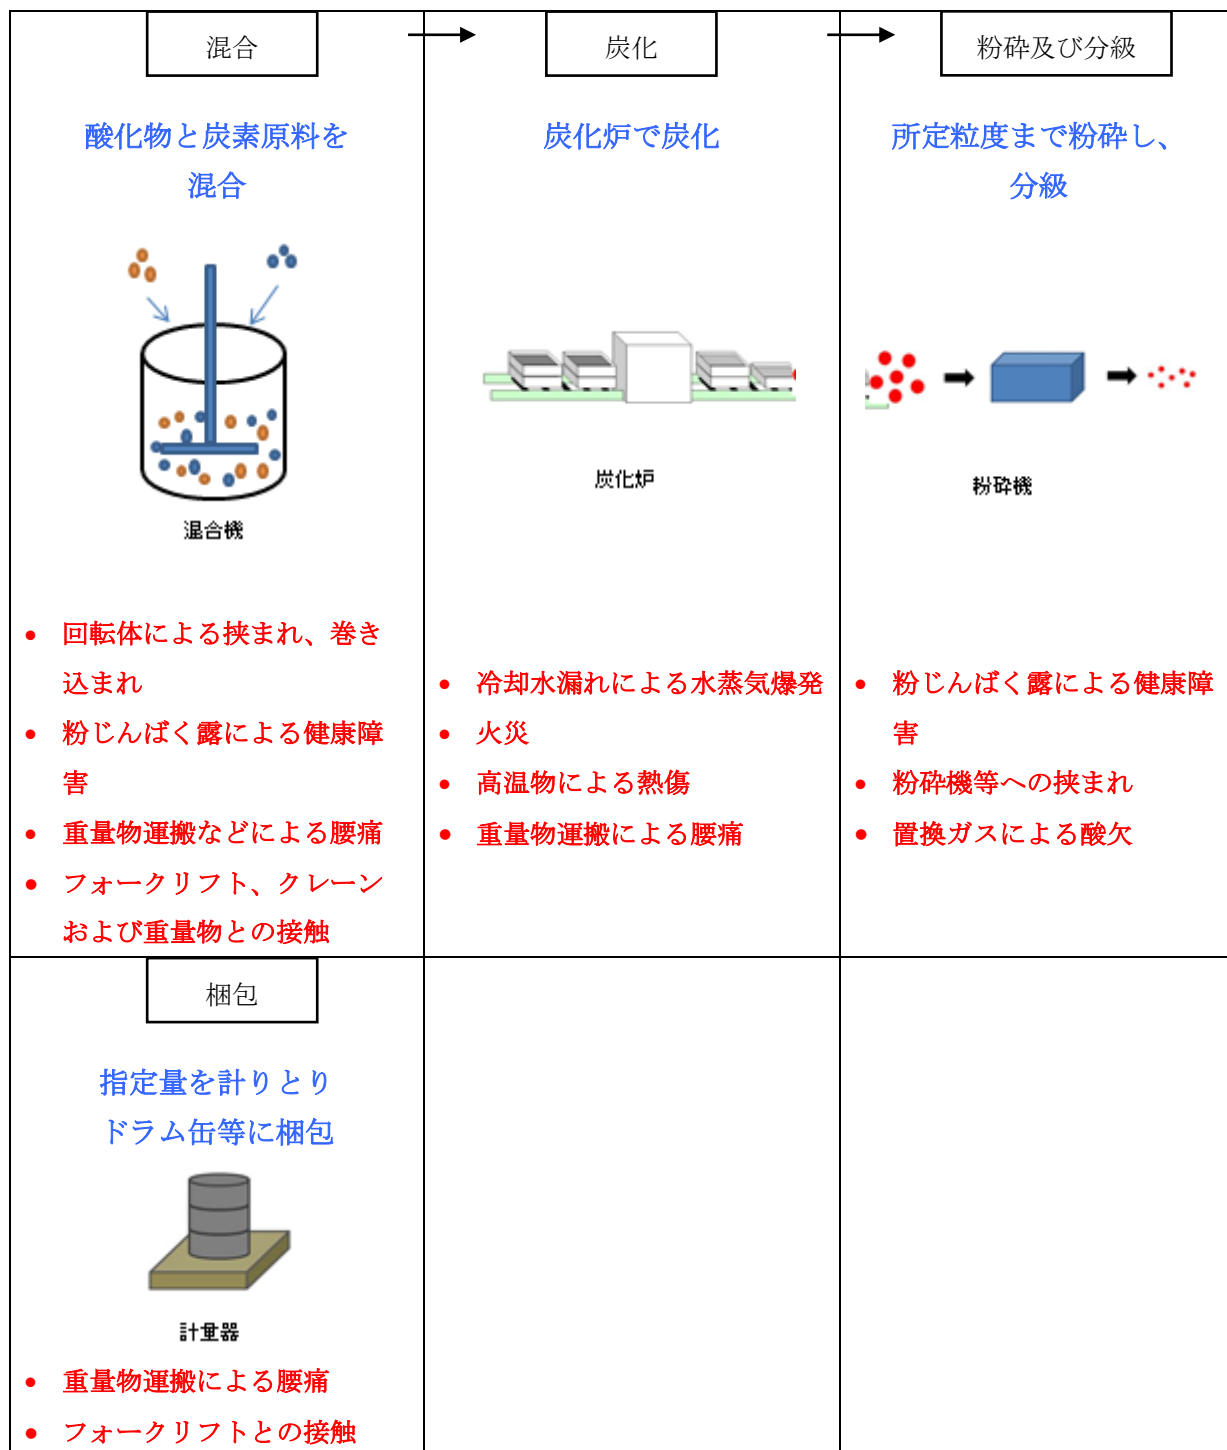 混合
酸化物と炭素原料を
混合
混合機
• 回転体による挟まれ、巻き
込まれ
• 粉じんばく露による健康障
害
• 重量物運搬などによる腰痛
• フォークリフト、クレーン
および重量物との接触
炭化
炭化炉で炭化
炭化炉
• 冷却水漏れによる水蒸気爆発
• 火災
• 高温物による熱傷
• 重量物運搬による腰痛
粉砕及び分級
所定粒度まで粉砕し、
分級
粉砕機
• 粉じんばく露による健康障
害
• 粉砕機等への挟まれ
• 置換ガスによる酸欠
梱包
指定量を計りとり
ドラム缶等に梱包
計量器
• 重量物運搬による腰痛
• フォークリフトとの接触